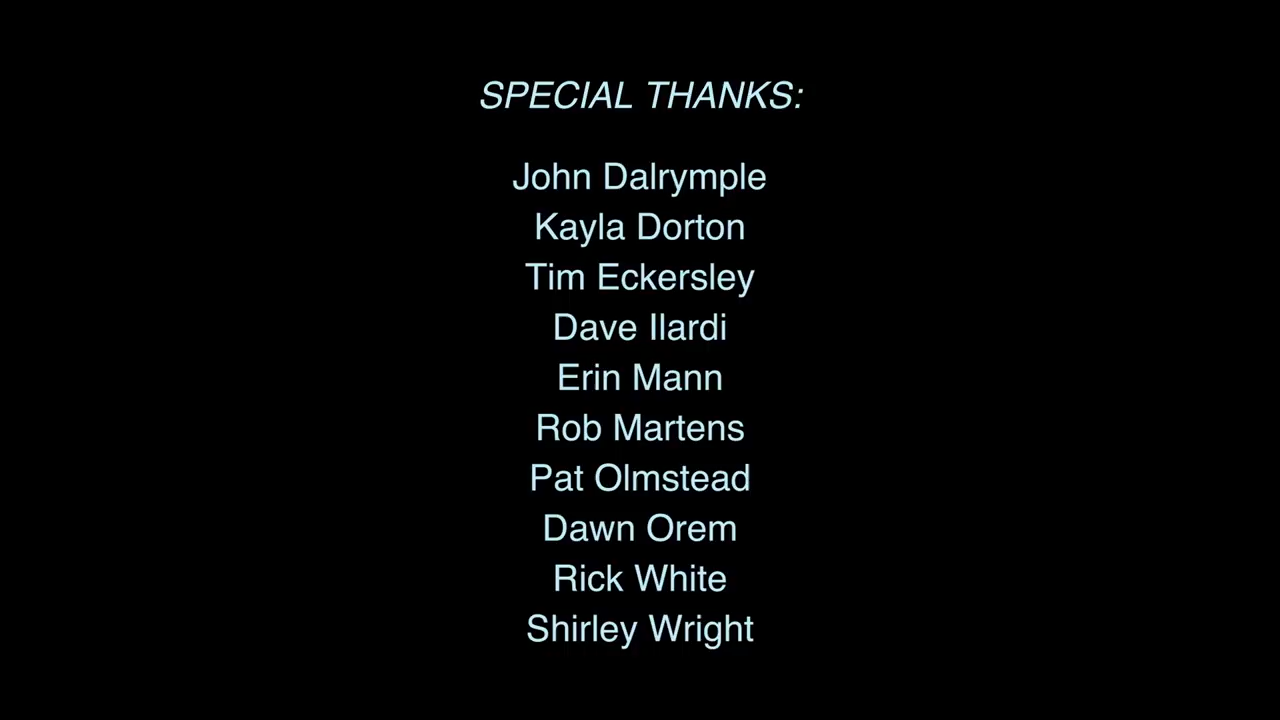 SPECIAL THANKS:
John Dalrymple
Kayla Dorton
Tim Eckersley
Dave Ilardi
Erin Mann
Rob Martens
Pat Olmstead
Dawn Orem
Rick White
Shirley Wright